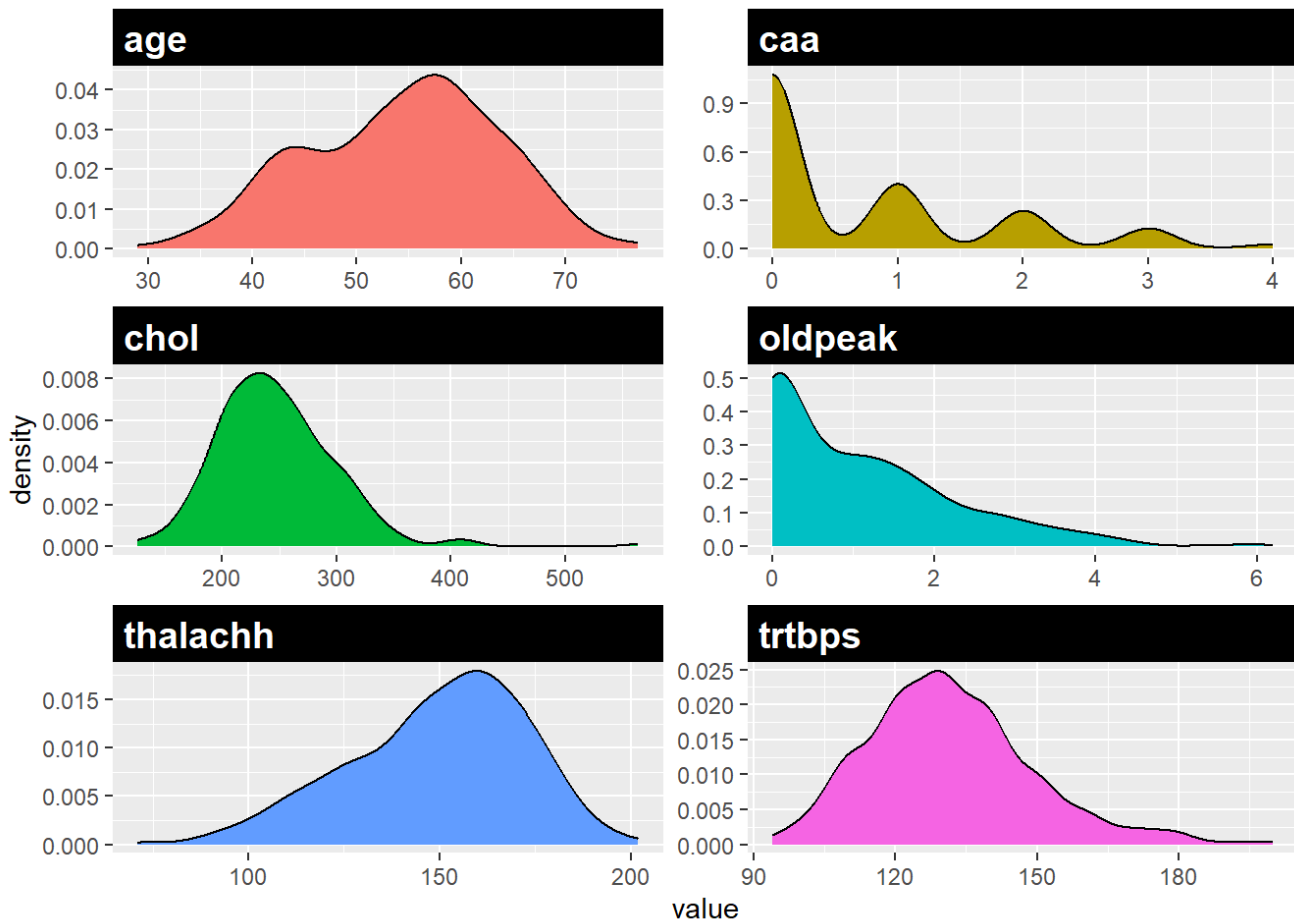 age
0.04
0.03
0.02
0.01
0.00
30 40 50 60 70
caa
0.9
0.6
0.3
0.0
0 1 2 3 4
chol
0.008
0.006
0.004
0.002
0.000
200 300 400 500
oldpeak
0.5
0.4
0.3
0.2
0.1
0.0
0 2 4 6
thalachh
0.015
0.010
0.005
0.000
100 150 200
trtbps
0.025
0.020
0.015
0.010
0.005
0.000
90 120 150 180
density
value